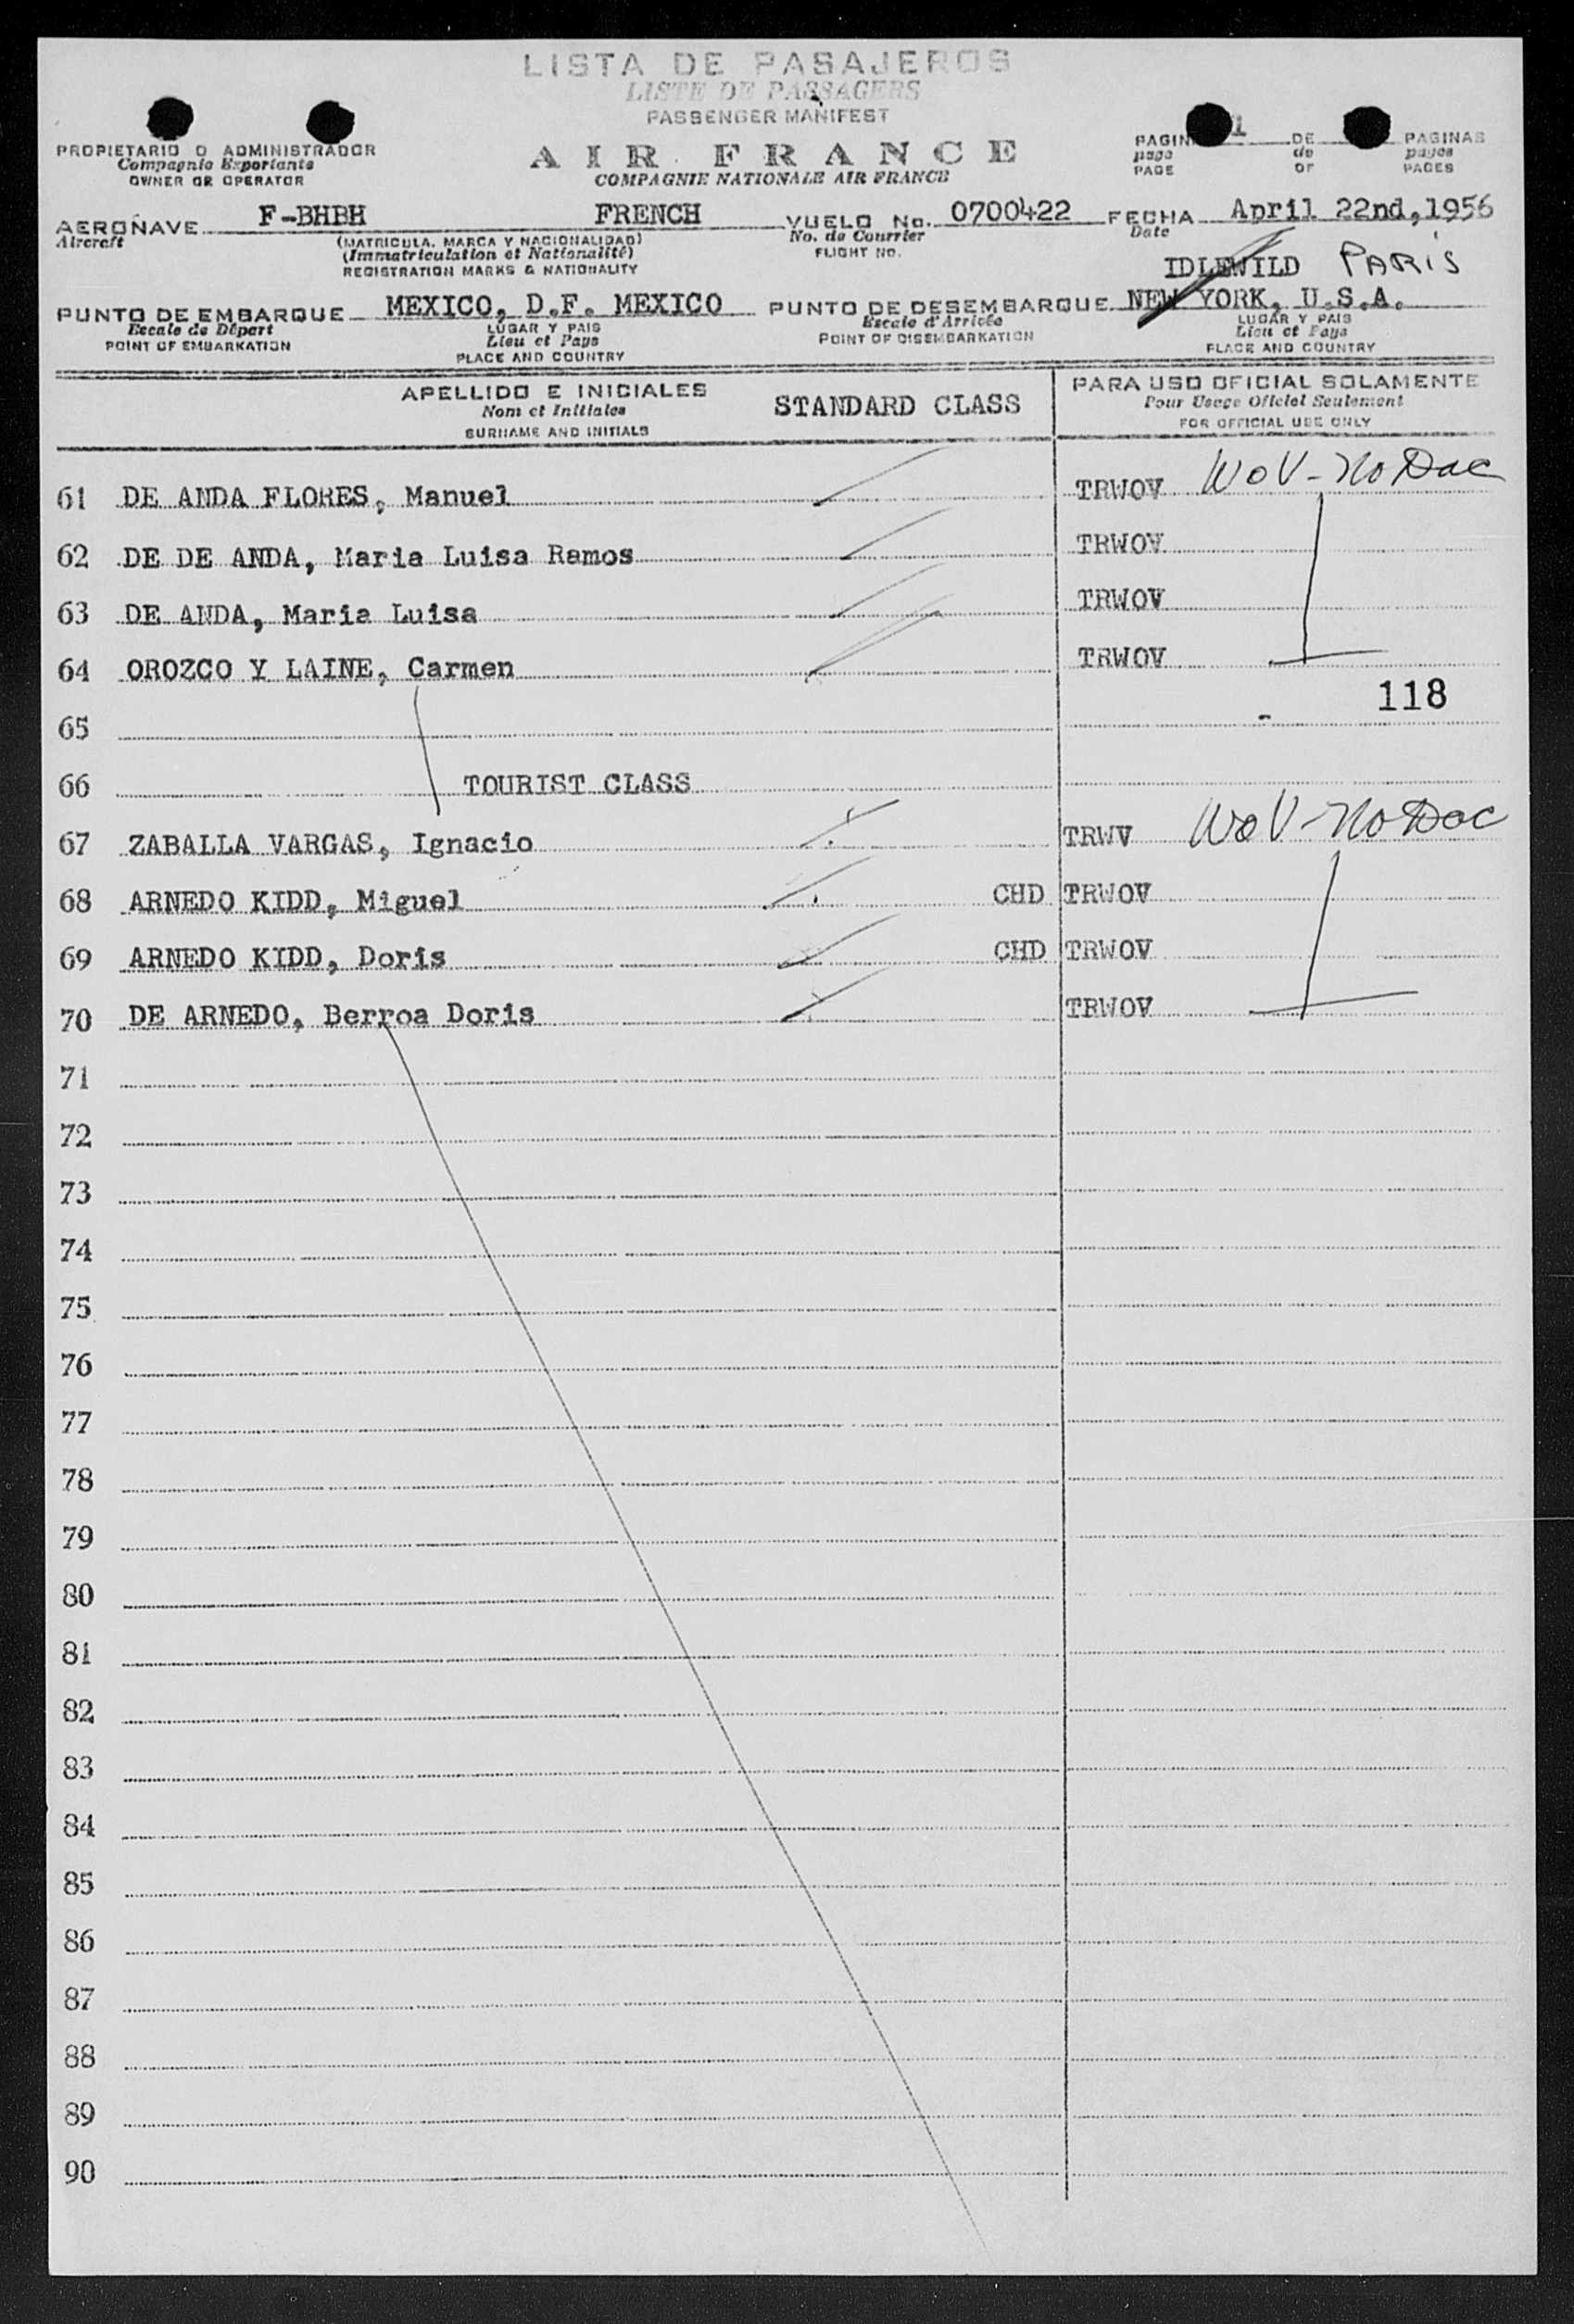 LISTA DE PASAJEROS
LISTE DE PASSAGERS
PASSENGER MANIFEST
PROPIETARIO O ADMINISTRADOR
Compagnie Exportante
OWNER OR OPERATOR
AIR FRANCE
COMPAGNIE NATIONALE AIR FRANCE
PAGIN 1 DE PAGINAS
page de pages
PAGE OF PAGES
AERONAVE F-BHBH FRENCH VUELO No. 0700422 FECHA April 22nd,1956
Aircraft (MATRICULA, MARCA Y NACIONALIDAD) No. de Courrier Date
(Immatriculation et Nationalité) FLIGHT NO.
REGISTRATION MARKS & NATIONALITY
IDLEWILD PARIS
PUNTO DE EMBARQUE MEXICO, D.F. MEXICO PUNTO DE DESEMBARQUE NEW YORK, U.S.A.
Escale de Départ LUGAR Y PAIS Escale d'Arrivée LUGAR Y PAIS
POINT OF EMBARKATION Lieu et Pays POINT OF DISEMBARKATION Lieu et Pays
PLACE AND COUNTRY PLACE AND COUNTRY
APELLIDO E INICIALES STANDARD CLASS PARA USO OFICIAL SOLAMENTE
Nom et Initiales Pour Usage Officiel Seulement
SURNAME AND INITIALS FOR OFFICIAL USE ONLY
61 DE ANDA FLORES, Manuel TRWOV WoV - No Doc
62 DE DE ANDA, Maria Luisa Ramos TRWOV
63 DE ANDA, Maria Luisa TRWOV
64 OROZCO Y LAINE, Carmen TRWOV
118
65
66 TOURIST CLASS
67 ZABALLA VARGAS, Ignacio TRWV WoV - No Doc
68 ARNEDO KIDD, Miguel CHD TRWOV
69 ARNEDO KIDD, Doris CHD TRWOV
70 DE ARNEDO, Berroa Doris TRWOV
71
72
73
74
75
76
77
78
79
80
81
82
83
84
85
86
87
88
89
90